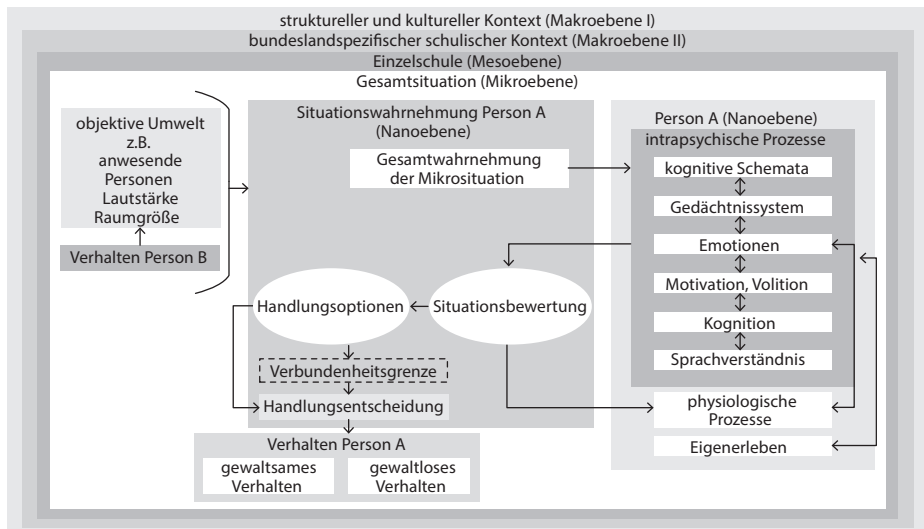 struktureller und kultureller Kontext (Makroebene I)
bundeslandspezifischer schulischer Kontext (Makroebene II)
Einzelschule (Mesoebene)
Gesamtsituation (Mikroebene)
objektive Umwelt
z.B.
anwesende
Personen
Lautstärke
Raumgröße
Verhalten Person B
Situationswahrnehmung Person A
(Nanoebene)
Gesamtwahrnehmung
der Mikrosituation
Handlungsoptionen
Situationsbewertung
Verbundenheitsgrenze
Handlungsentscheidung
Verhalten Person A
gewaltsames
Verhalten
gewaltloses
Verhalten
Person A (Nanoebene)
intrapsychische Prozesse
kognitive Schemata
Gedächtnissystem
Emotionen
Motivation, Volition
Kognition
Sprachverständnis
physiologische
Prozesse
Eigenerleben